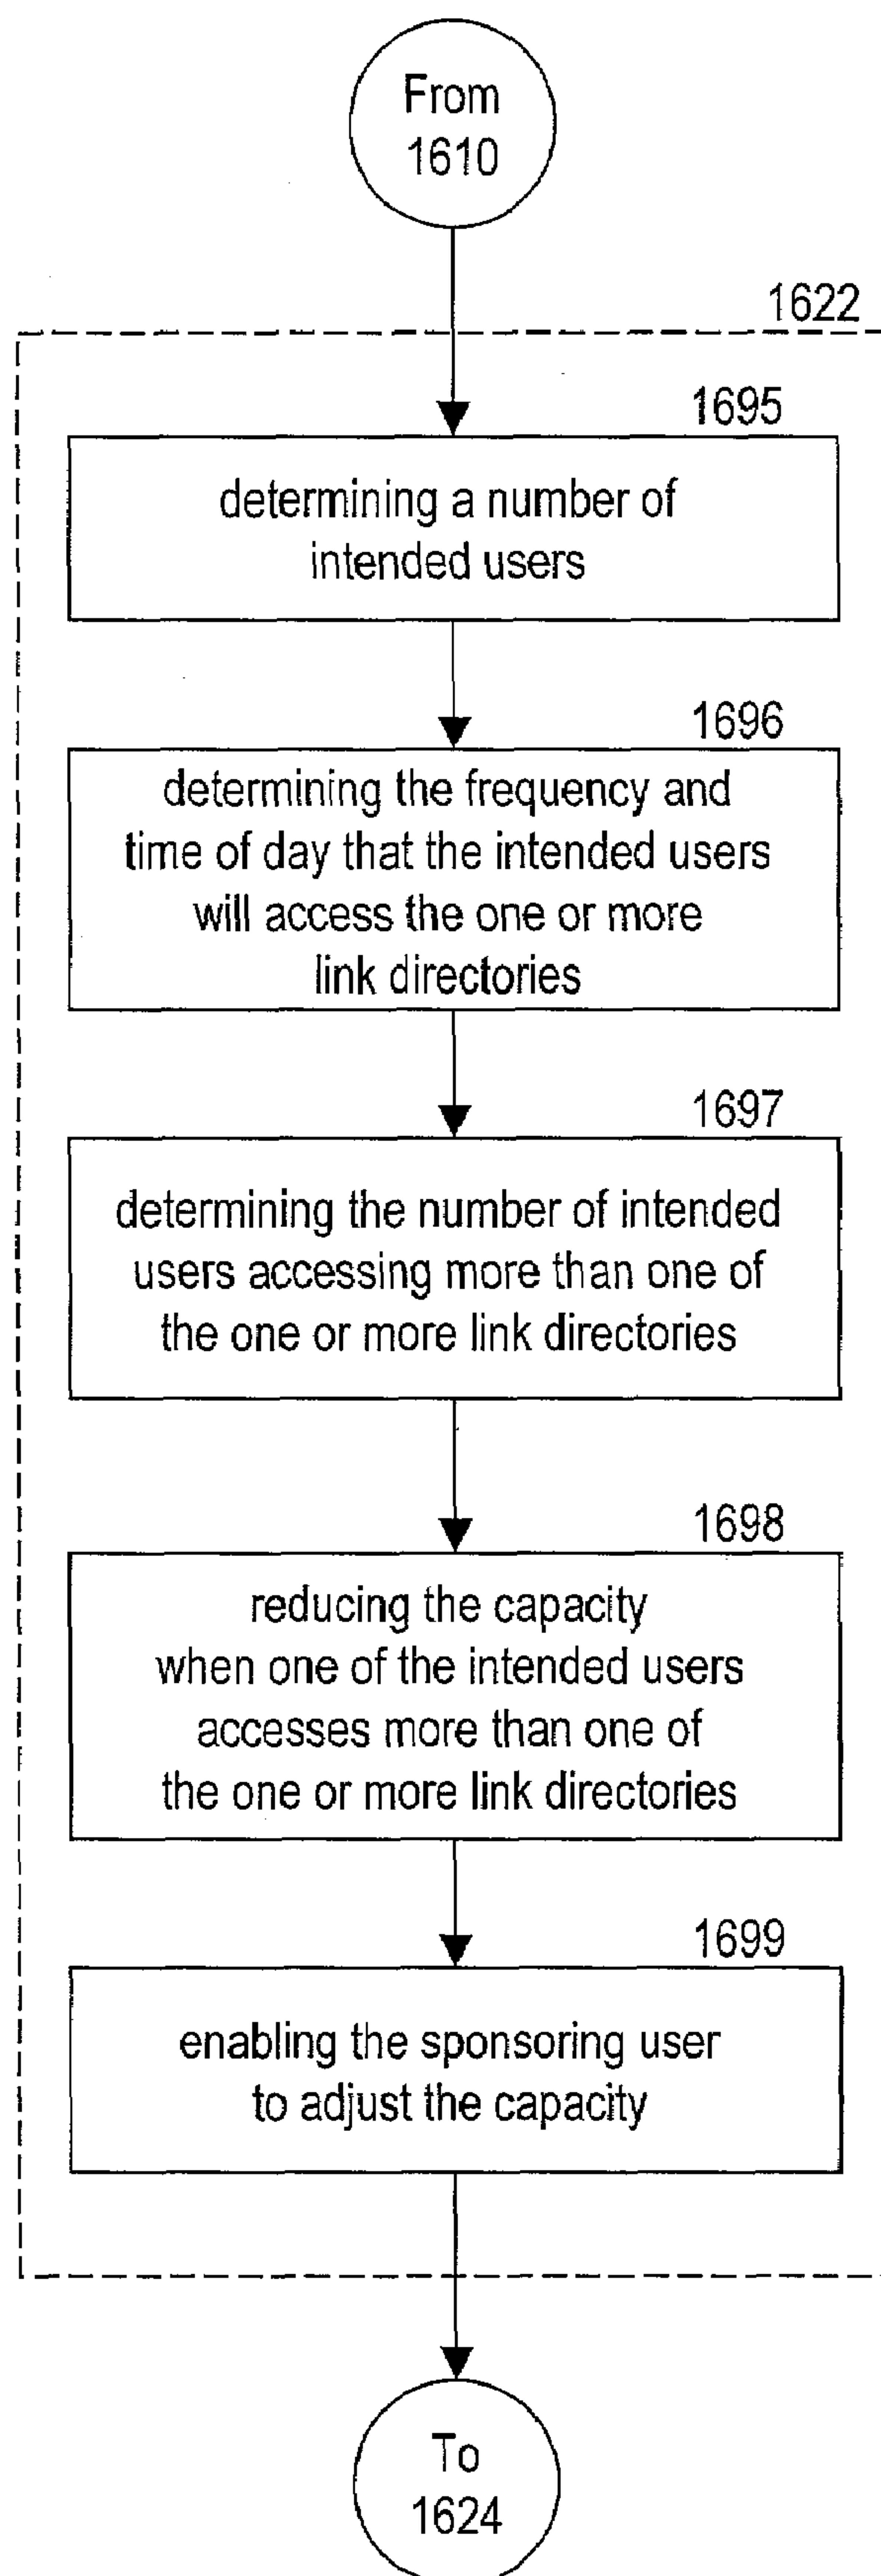 From
1610
1622
1695
determining a number of
intended users
1696
determining the frequency and
time of day that the intended users
will access the one or more
link directories
1697
determining the number of intended
users accessing more than one of
the one or more link directories
1698
reducing the capacity
when one of the intended users
accesses more than one of
the one or more link directories
1699
enabling the sponsoring user
to adjust the capacity
To
1624